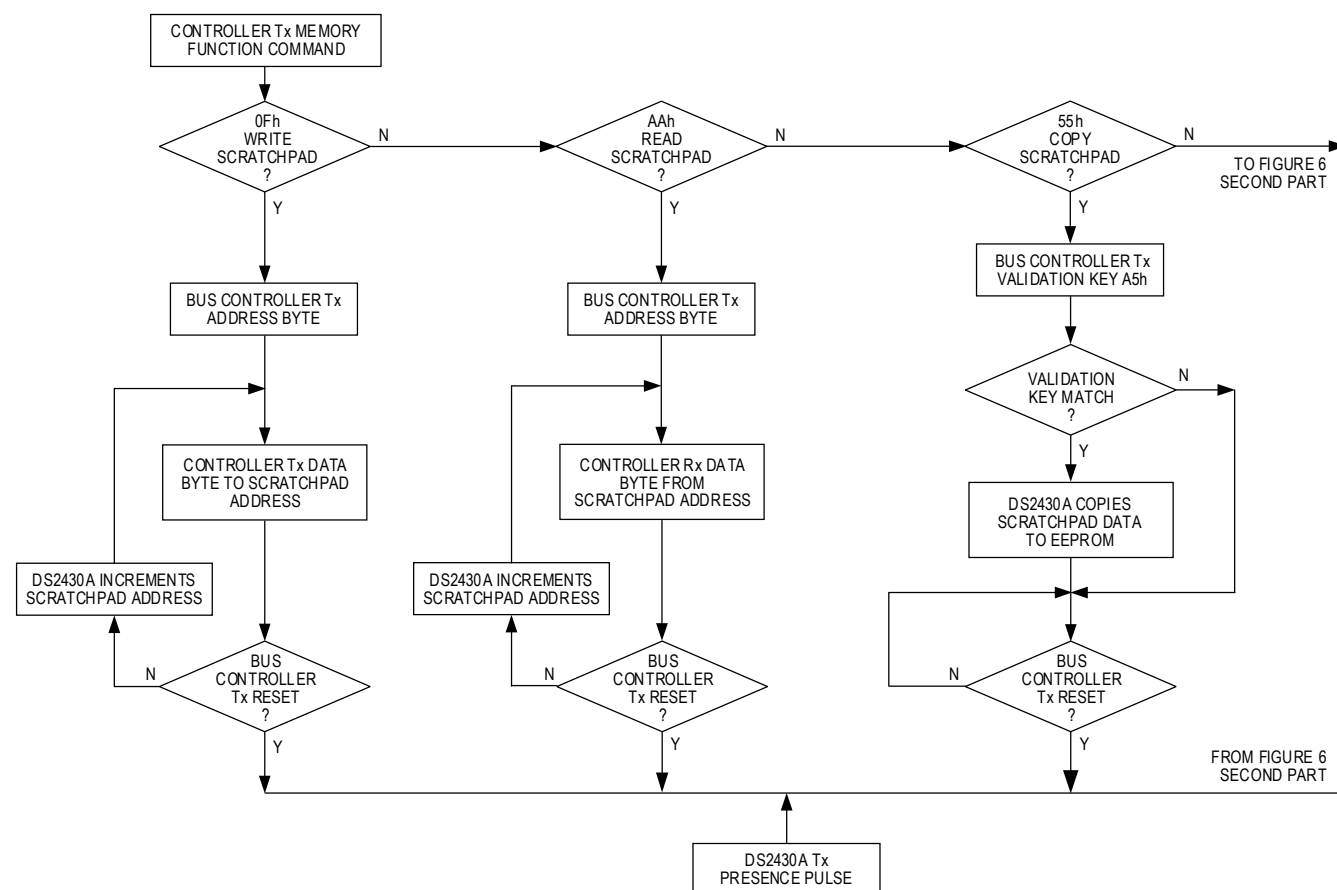 CONTROLLER Tx MEMORY
FUNCTION COMMAND
0Fh
WRITE
SCRATCHPAD
?
N
Y
AAh
READ
SCRATCHPAD
?
N
Y
55h
COPY
SCRATCHPAD
?
N
Y
TO FIGURE 6
SECOND PART
BUS CONTROLLER Tx
ADDRESS BYTE
BUS CONTROLLER Tx
ADDRESS BYTE
BUS CONTROLLER Tx
VALIDATION KEY A5h
VALIDATION
KEY MATCH
?
N
Y
CONTROLLER Tx DATA
BYTE TO SCRATCHPAD
ADDRESS
CONTROLLER Rx DATA
BYTE FROM
SCRATCHPAD ADDRESS
DS2430A COPIES
SCRATCHPAD DATA
TO EEPROM
DS2430A INCREMENTS
SCRATCHPAD ADDRESS
DS2430A INCREMENTS
SCRATCHPAD ADDRESS
BUS
CONTROLLER
Tx RESET
?
N
Y
BUS
CONTROLLER
Tx RESET
?
N
Y
BUS
CONTROLLER
Tx RESET
?
N
Y
FROM FIGURE 6
SECOND PART
DS2430A Tx
PRESENCE PULSE